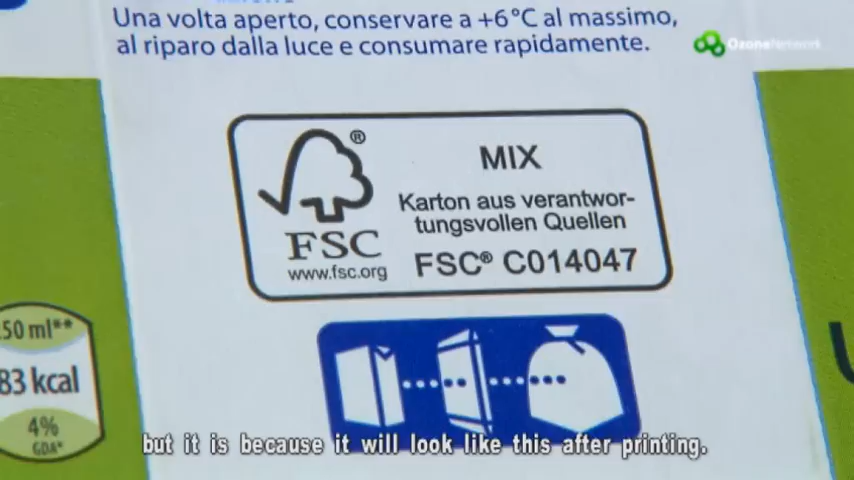 Una volta aperto, conservare a +6°C al massimo,
al riparo dalla luce e consumare rapidamente.
OzoneNetwork
®
MIX
Karton aus verantwor-
tungsvollen Quellen
FSC
www.fsc.org
FSC® C014047
50 ml**
83 kcal
4%
GDA*
but it is because it will look like this after printing.